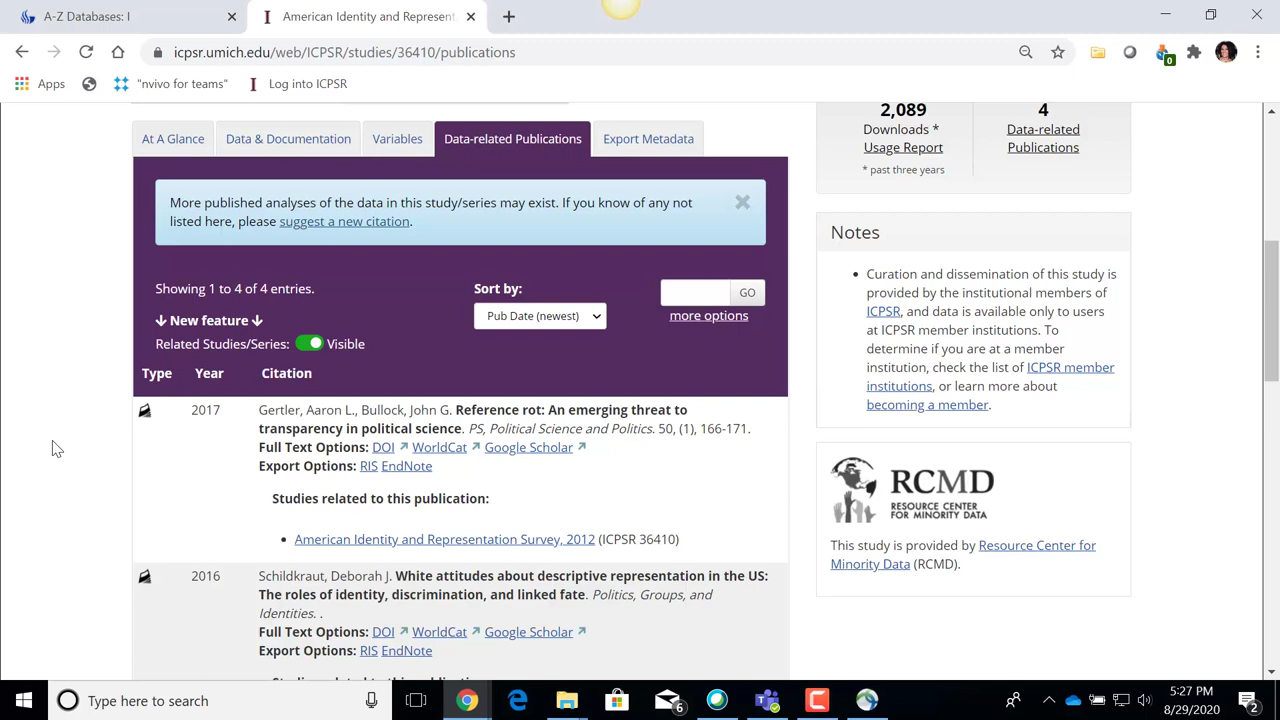 A-Z Databases: I
American Identity and Represent
icpsr.umich.edu/web/ICPSR/studies/36410/publications
0
Apps
"nvivo for teams"
Log into ICPSR
At A Glance
Data & Documentation
Variables
Data-related Publications
Export Metadata
2,089
Downloads *
Usage Report
* past three years
4
Data-related
Publications
More published analyses of the data in this study/series may exist. If you know of any not
listed here, please suggest a new citation.
Showing 1 to 4 of 4 entries.
Sort by:
Pub Date (newest)
GO
more options
↓ New feature ↓
Related Studies/Series: Visible
Type Year Citation
2017
Gertler, Aaron L., Bullock, John G. Reference rot: An emerging threat to
transparency in political science. PS, Political Science and Politics. 50, (1), 166-171.
Full Text Options: DOI WorldCat Google Scholar
Export Options: RIS EndNote
Studies related to this publication:
• American Identity and Representation Survey, 2012 (ICPSR 36410)
2016
Schildkraut, Deborah J. White attitudes about descriptive representation in the US:
The roles of identity, discrimination, and linked fate. Politics, Groups, and
Identities. .
Full Text Options: DOI WorldCat Google Scholar
Export Options: RIS EndNote
Notes
• Curation and dissemination of this study is
provided by the institutional members of
ICPSR, and data is available only to users
at ICPSR member institutions. To
determine if you are at a member
institution, check the list of ICPSR member
institutions, or learn more about
becoming a member.
RCMD
RESOURCE CENTER
FOR MINORITY DATA
This study is provided by Resource Center for
Minority Data (RCMD).
Type here to search
6
5:27 PM
8/29/2020
2